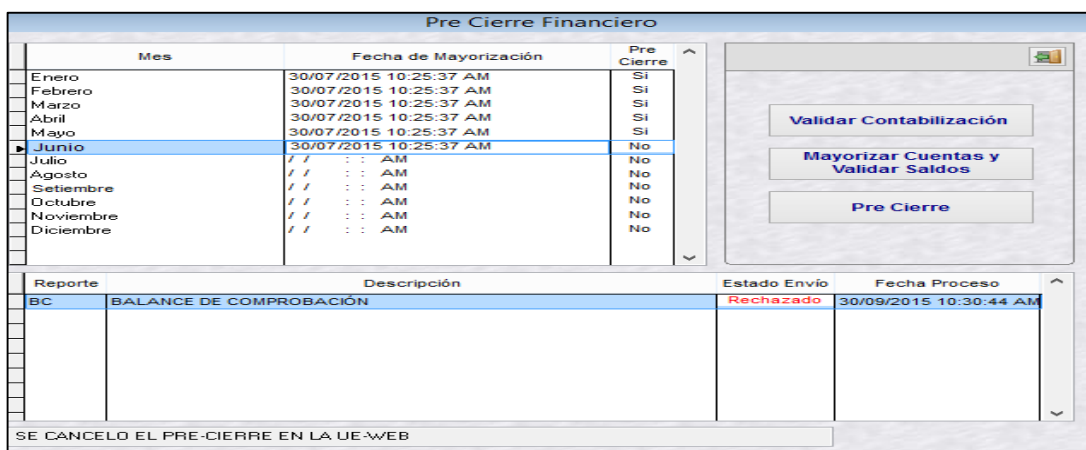 Pre Cierre Financiero
Mes Fecha de Mayorización Pre Cierre
Enero 30/07/2015 10:25:37 AM Si
Febrero 30/07/2015 10:25:37 AM Si
Marzo 30/07/2015 10:25:37 AM Si
Abril 30/07/2015 10:25:37 AM Si
Mayo 30/07/2015 10:25:37 AM Si
Junio 30/07/2015 10:25:37 AM No
Julio / / : : AM No
Agosto / / : : AM No
Setiembre / / : : AM No
Octubre / / : : AM No
Noviembre / / : : AM No
Diciembre / / : : AM No
Validar Contabilización
Mayorizar Cuentas y
Validar Saldos
Pre Cierre
Reporte Descripción Estado Envío Fecha Proceso
BC BALANCE DE COMPROBACIÓN Rechazado 30/09/2015 10:30:44 AM
SE CANCELO EL PRE-CIERRE EN LA UE-WEB